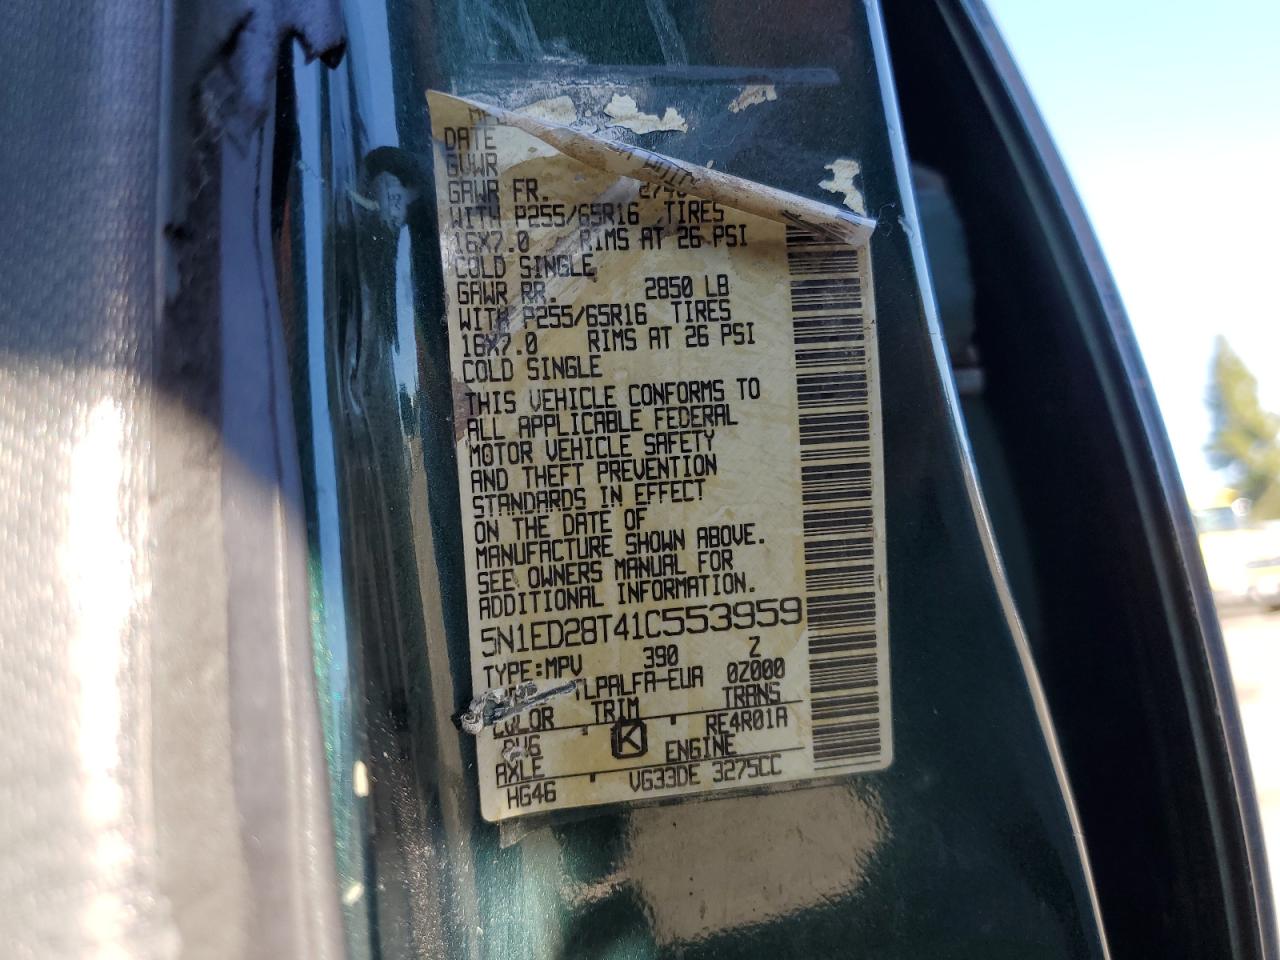 DATE
GVWR
GAWR FR.
WITH P255/65R16 TIRES
16X7.0 RIMS AT 26 PSI
COLD SINGLE
GAWR RR. 2850 LB
WITH P255/65R16 TIRES
16X7.0 RIMS AT 26 PSI
COLD SINGLE
THIS VEHICLE CONFORMS TO
ALL APPLICABLE FEDERAL
MOTOR VEHICLE SAFETY
AND THEFT PREVENTION
STANDARDS IN EFFECT
ON THE DATE OF
MANUFACTURE SHOWN ABOVE.
SEE OWNERS MANUAL FOR
ADDITIONAL INFORMATION.
5N1ED28T41C553959
TYPE:MPV 390 Z
TLPALFA-EUA 0Z000
COLOR TRIM TRANS
K RE4R01A
AXLE ENGINE
HG46 VG33DE 3275CC